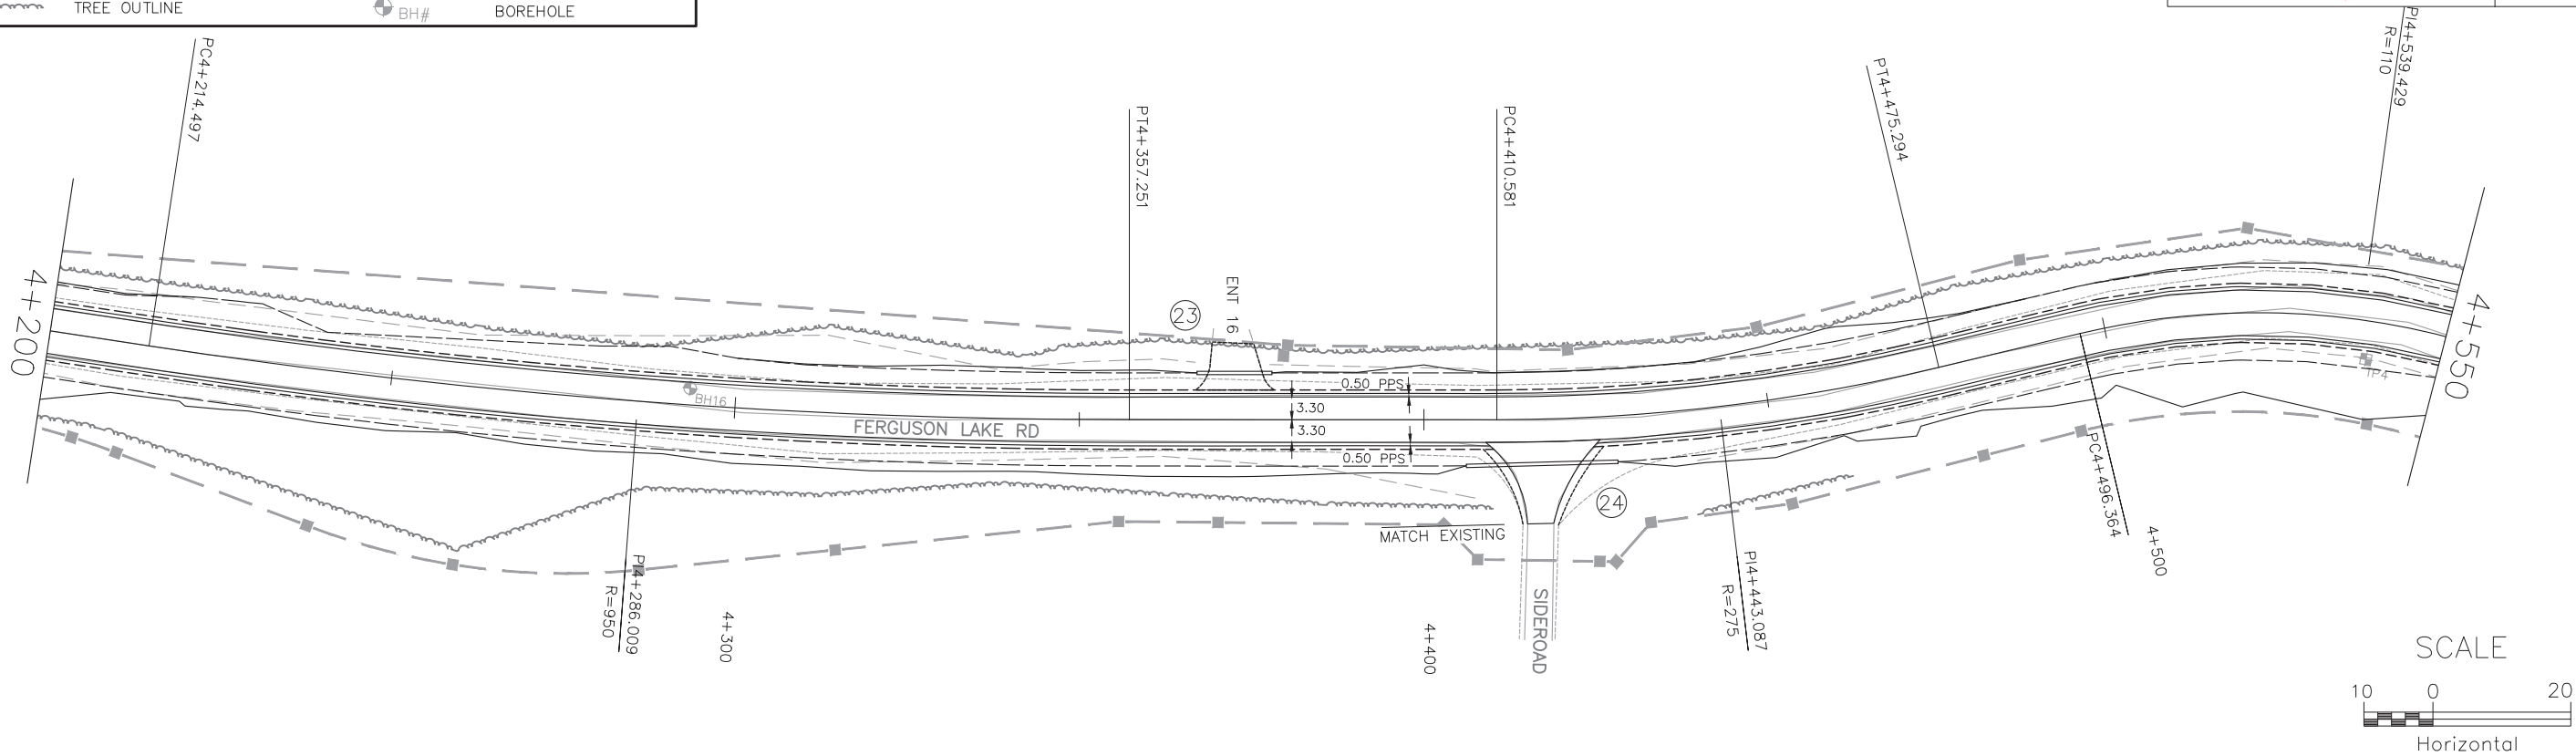 TREE OUTLINE
BH#
BOREHOLE
PC4+214.497
PT4+357.251
PC4+410.581
PT4+475.294
PI4+539.429
R=110
4+200
23
ENT 16
0.50 PPS
3.30
BH16
FERGUSON LAKE RD
3.30
0.50 PPS
TP4
4+550
24
MATCH EXISTING
PC4+496.364
4+500
PI4+286.009
R=950
4+300
4+400
SIDEROAD
PI4+443.087
R=275
SCALE
10 0 20
Horizontal